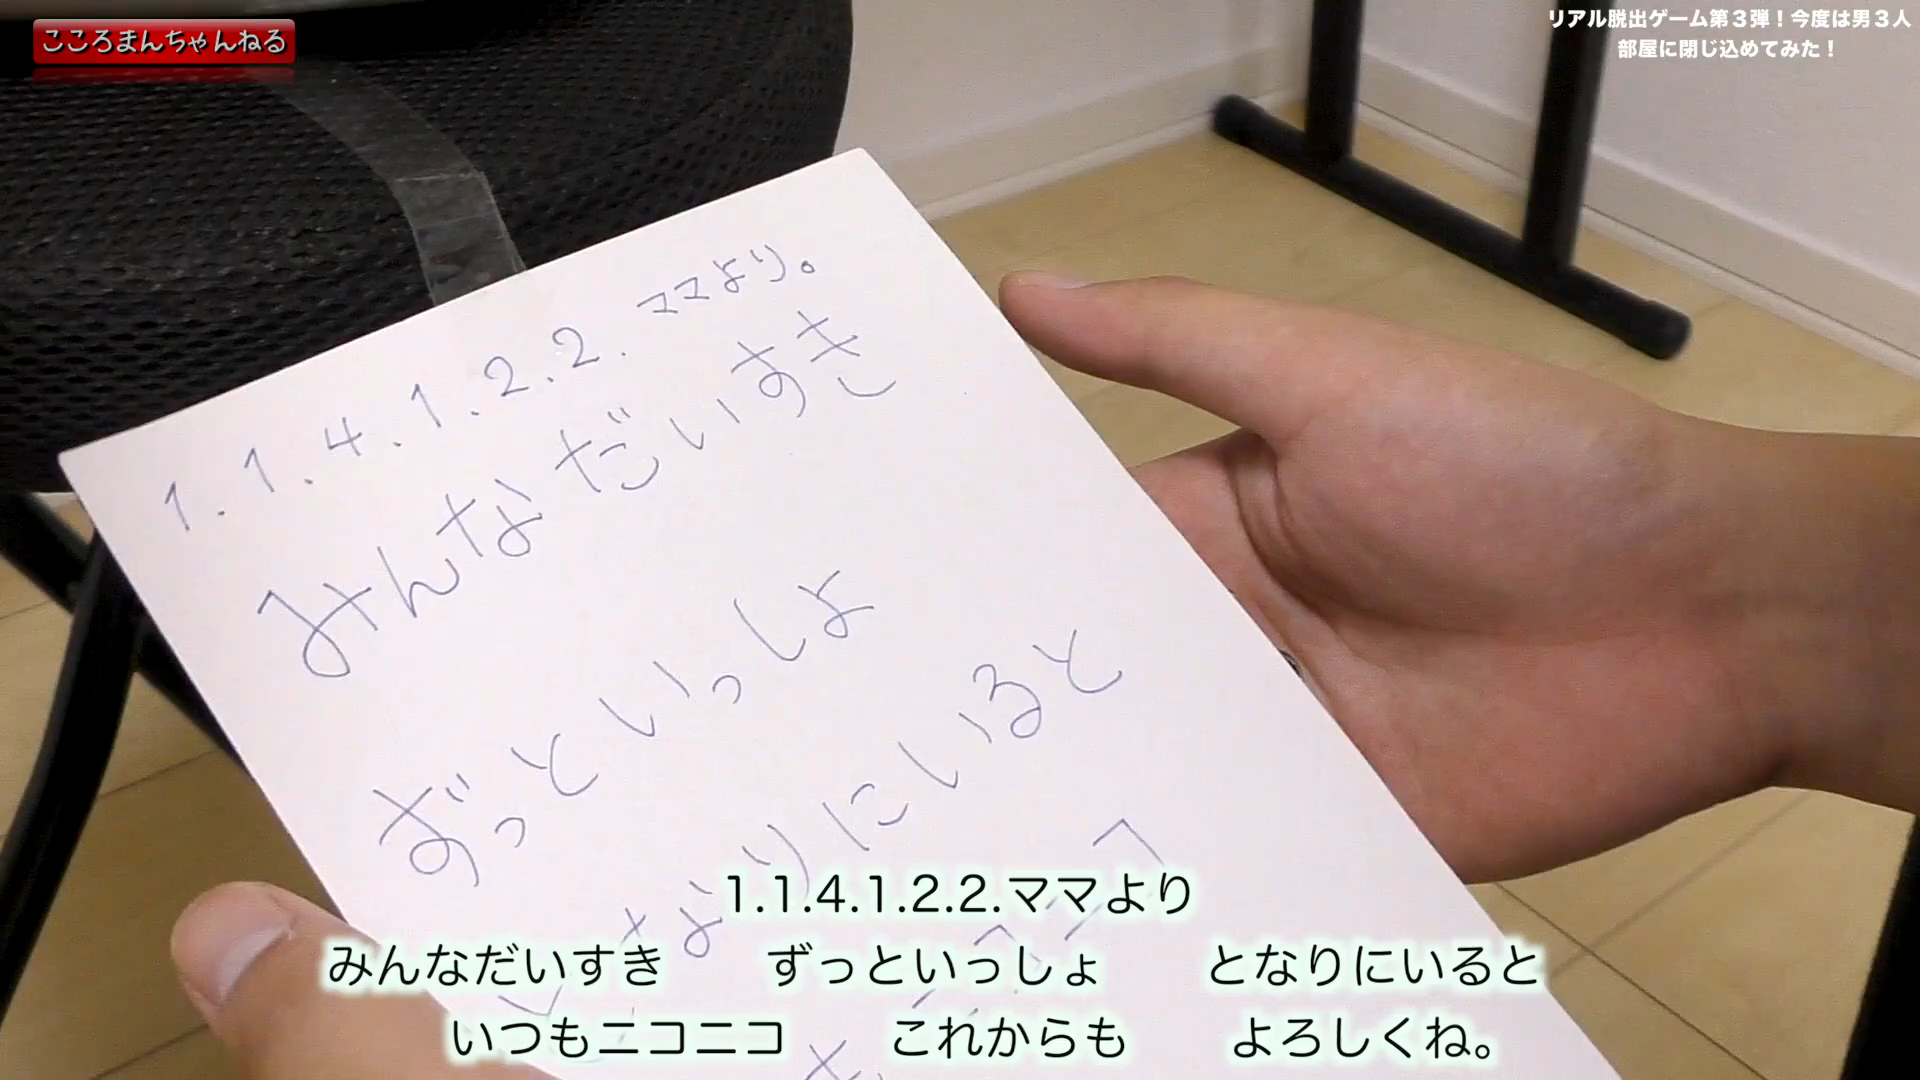 こころまんちゃんねる
リアル脱出ゲーム第３弾！今度は男３人
部屋に閉じ込めてみた！
1.1.4.1.2.2.ママより。
みんなだいすき
ずっといっしょ
となりにいると
1.1.4.1.2.2.ママより
みんなだいすき　ずっといっしょ　となりにいると
いつもニコニコ　これからも　よろしくね。